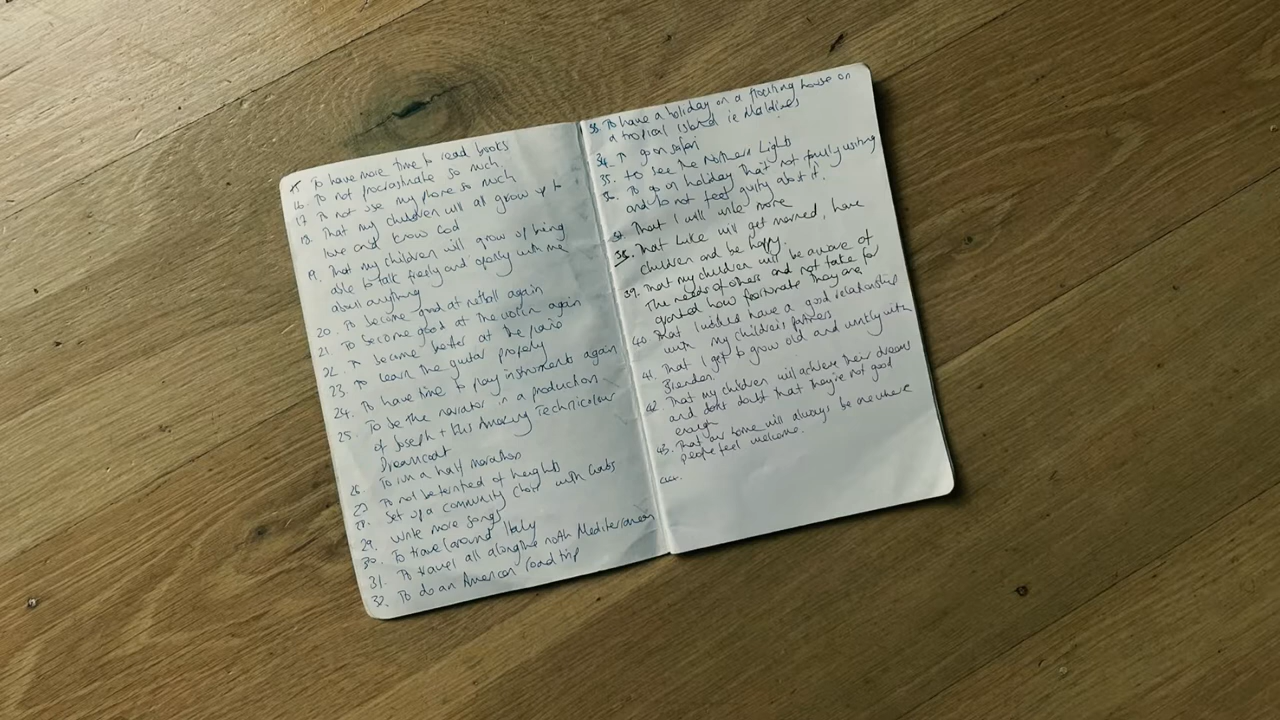 To have more time to read books
16. To not procrastinate so much
17 To not use my phone so much
18. That my children will all grow up to
love and know God
19. That my children will grow up being
able to talk freely and openly with me
about anything
20. To become good at netball again
21. To become good at the violin again
22. To become better at the piano
23. To learn the guitar properly
24. To have time to play instruments again
25. To be the narrator in a production
of Joseph + his Amazing Technicolour
Dreamcoat
26. To run a half marathon
To not be terrified of heights
Set up a community choir with
29. Write more songs
30. To travel around Italy
31. To travel all along the north Mediterranean
32. To do an American road trip
33. To have a holiday on a floating house on
a tropical island ie Maldives
34. To go on safari
35. To see the Northern Lights
36. To go on holiday that's not family visiting
and to not feel guilty about it.
37. That I will write more
38. That Luke will get married, have
children and be happy.
39. That my children will be aware of
The needs of others and not take for
granted how fortunate they are
40 That I would have a good relationship
with my children's partners
41. That I get to grow old and wrinkly with
Brendan.
42. That my children will achieve their dreams
and dont doubt that they're not good
enough
43. That our home will always be one where
people feel welcome.